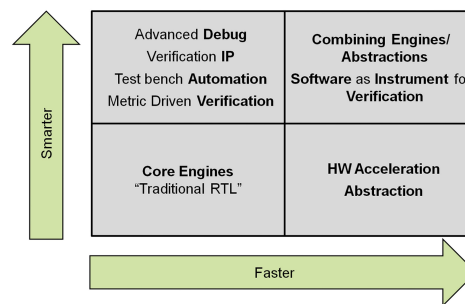 Smarter
Advanced Debug
Verification IP
Test bench Automation
Metric Driven Verification
Combining Engines/
Abstractions
Software as Instrument fo
Verification
Core Engines
“Traditional RTL”
HW Acceleration
Abstraction
Faster